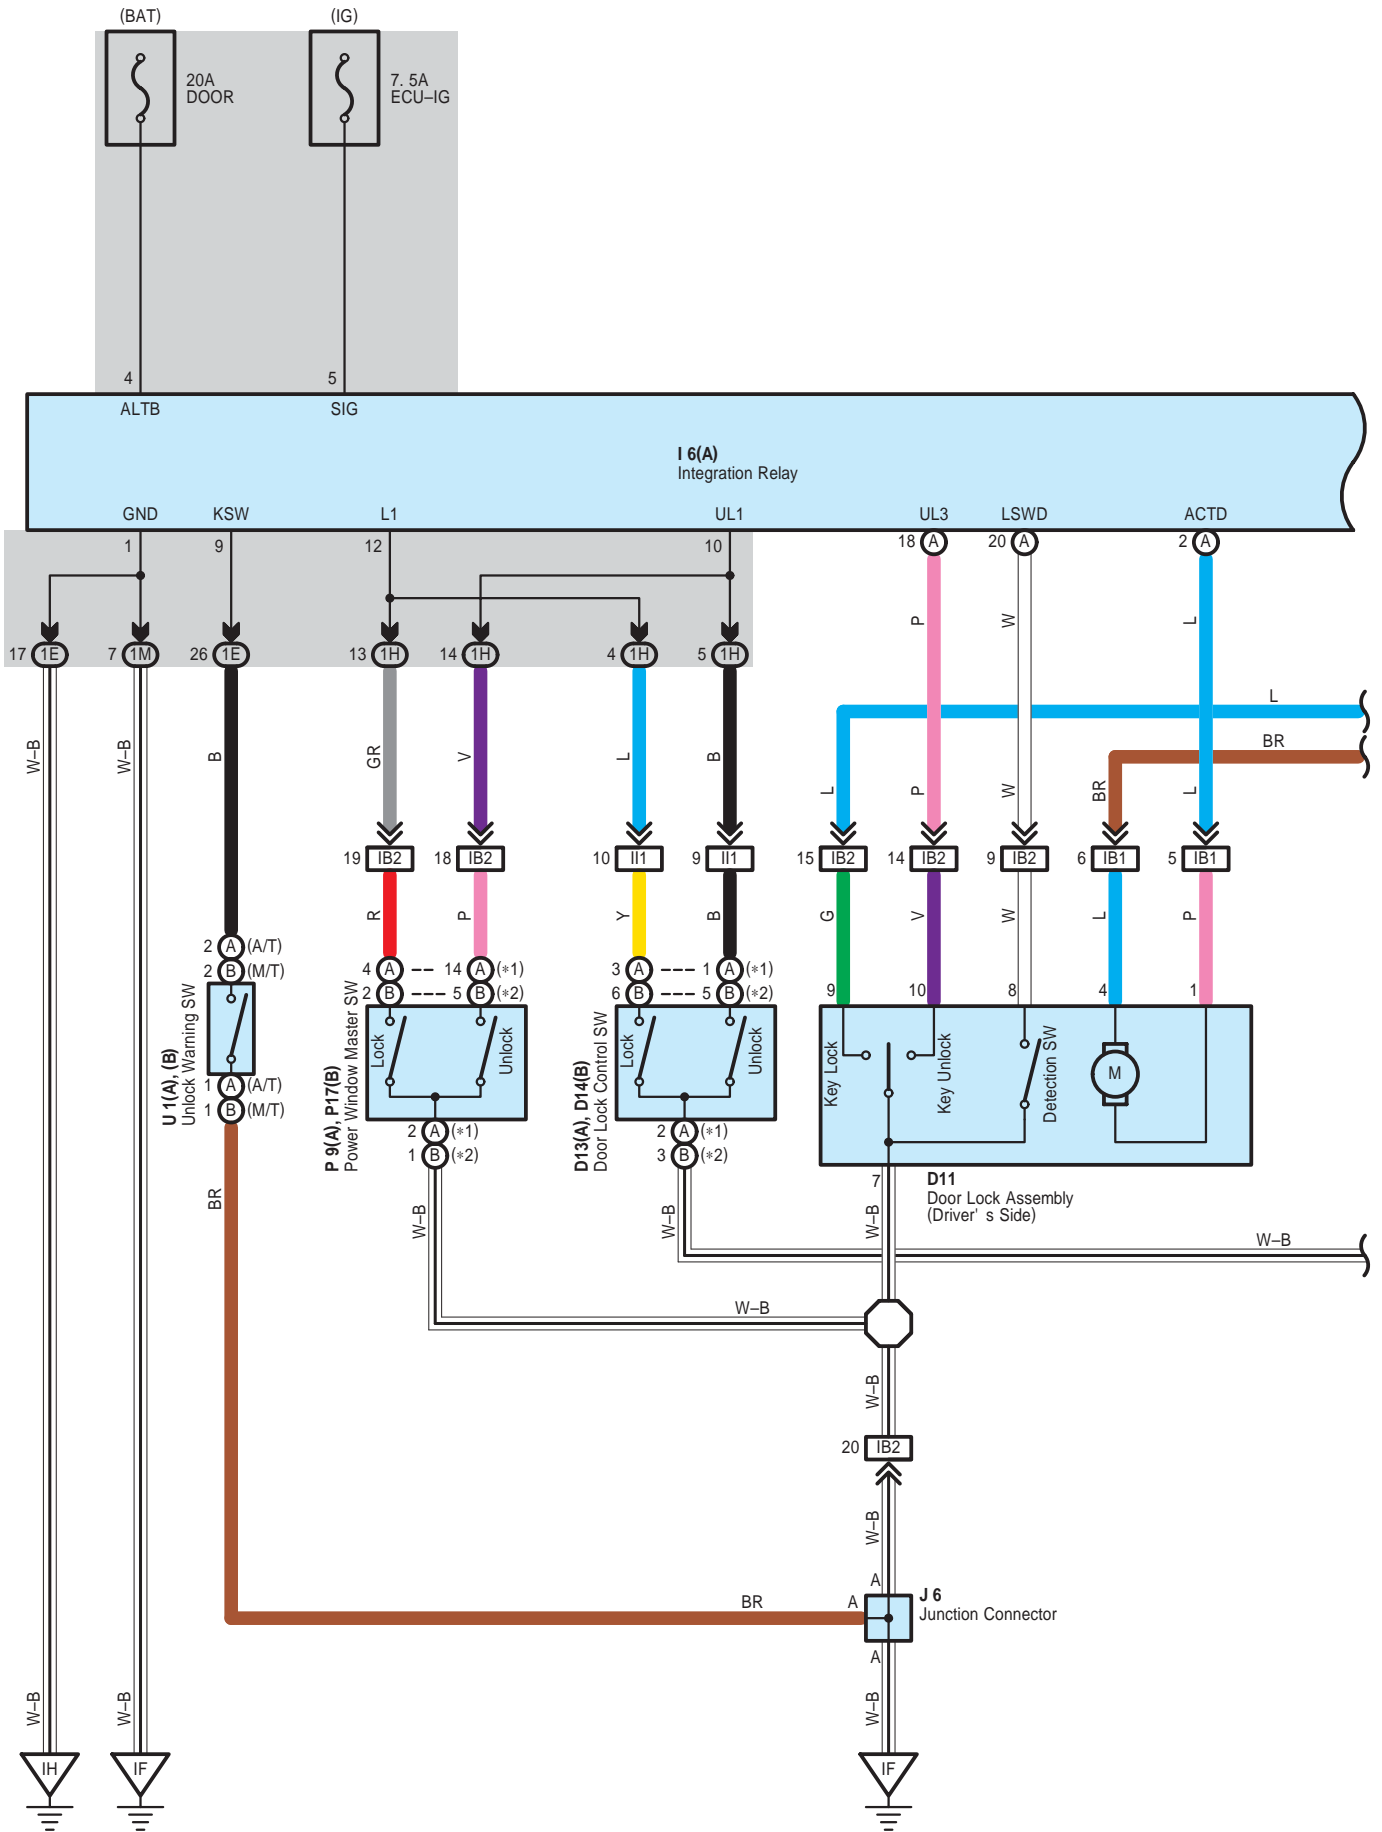 (BAT) (IG)
20A
DOOR
7. 5A
ECU–IG
4 5
ALTB SIG
I 6(A)
Integration Relay
GND KSW L1 UL1 UL3 LSWD ACTD
1 9 12 10 18 A 20 A 2 A
P W L
17 1E 7 1M 26 1E 13 1H 14 1H 4 1H 5 1H
L
BR
W–B W–B B GR V L B L P W BR L
19 IB2 18 IB2 10 II1 9 II1 15 IB2 14 IB2 9 IB2 6 IB1 5 IB1
R P Y B G V W L P
2 A (A/T)
2 B (M/T)
4 A 14 A (*1) 3 A 1 A (*1)
2 B 5 B (*2) 6 B 5 B (*2)
9 10 8 4 1
U 1(A), (B)
Unlock Warning SW
P 9(A), P17(B)
Power Window Master SW
Lock Unlock
D13(A), D14(B)
Door Lock Control SW
Lock Unlock
Key Lock Key Unlock Detection SW M
1 A (A/T)
1 B (M/T)
2 A (*1) 2 A (*1)
1 B (*2) 3 B (*2)
7
D11
Door Lock Assembly
(Driver' s Side)
BR W–B W–B W–B
W–B
W–B
W–B
20 IB2
W–B
A
BR A
J 6
Junction Connector
A
W–B W–B W–B
IH IF IF